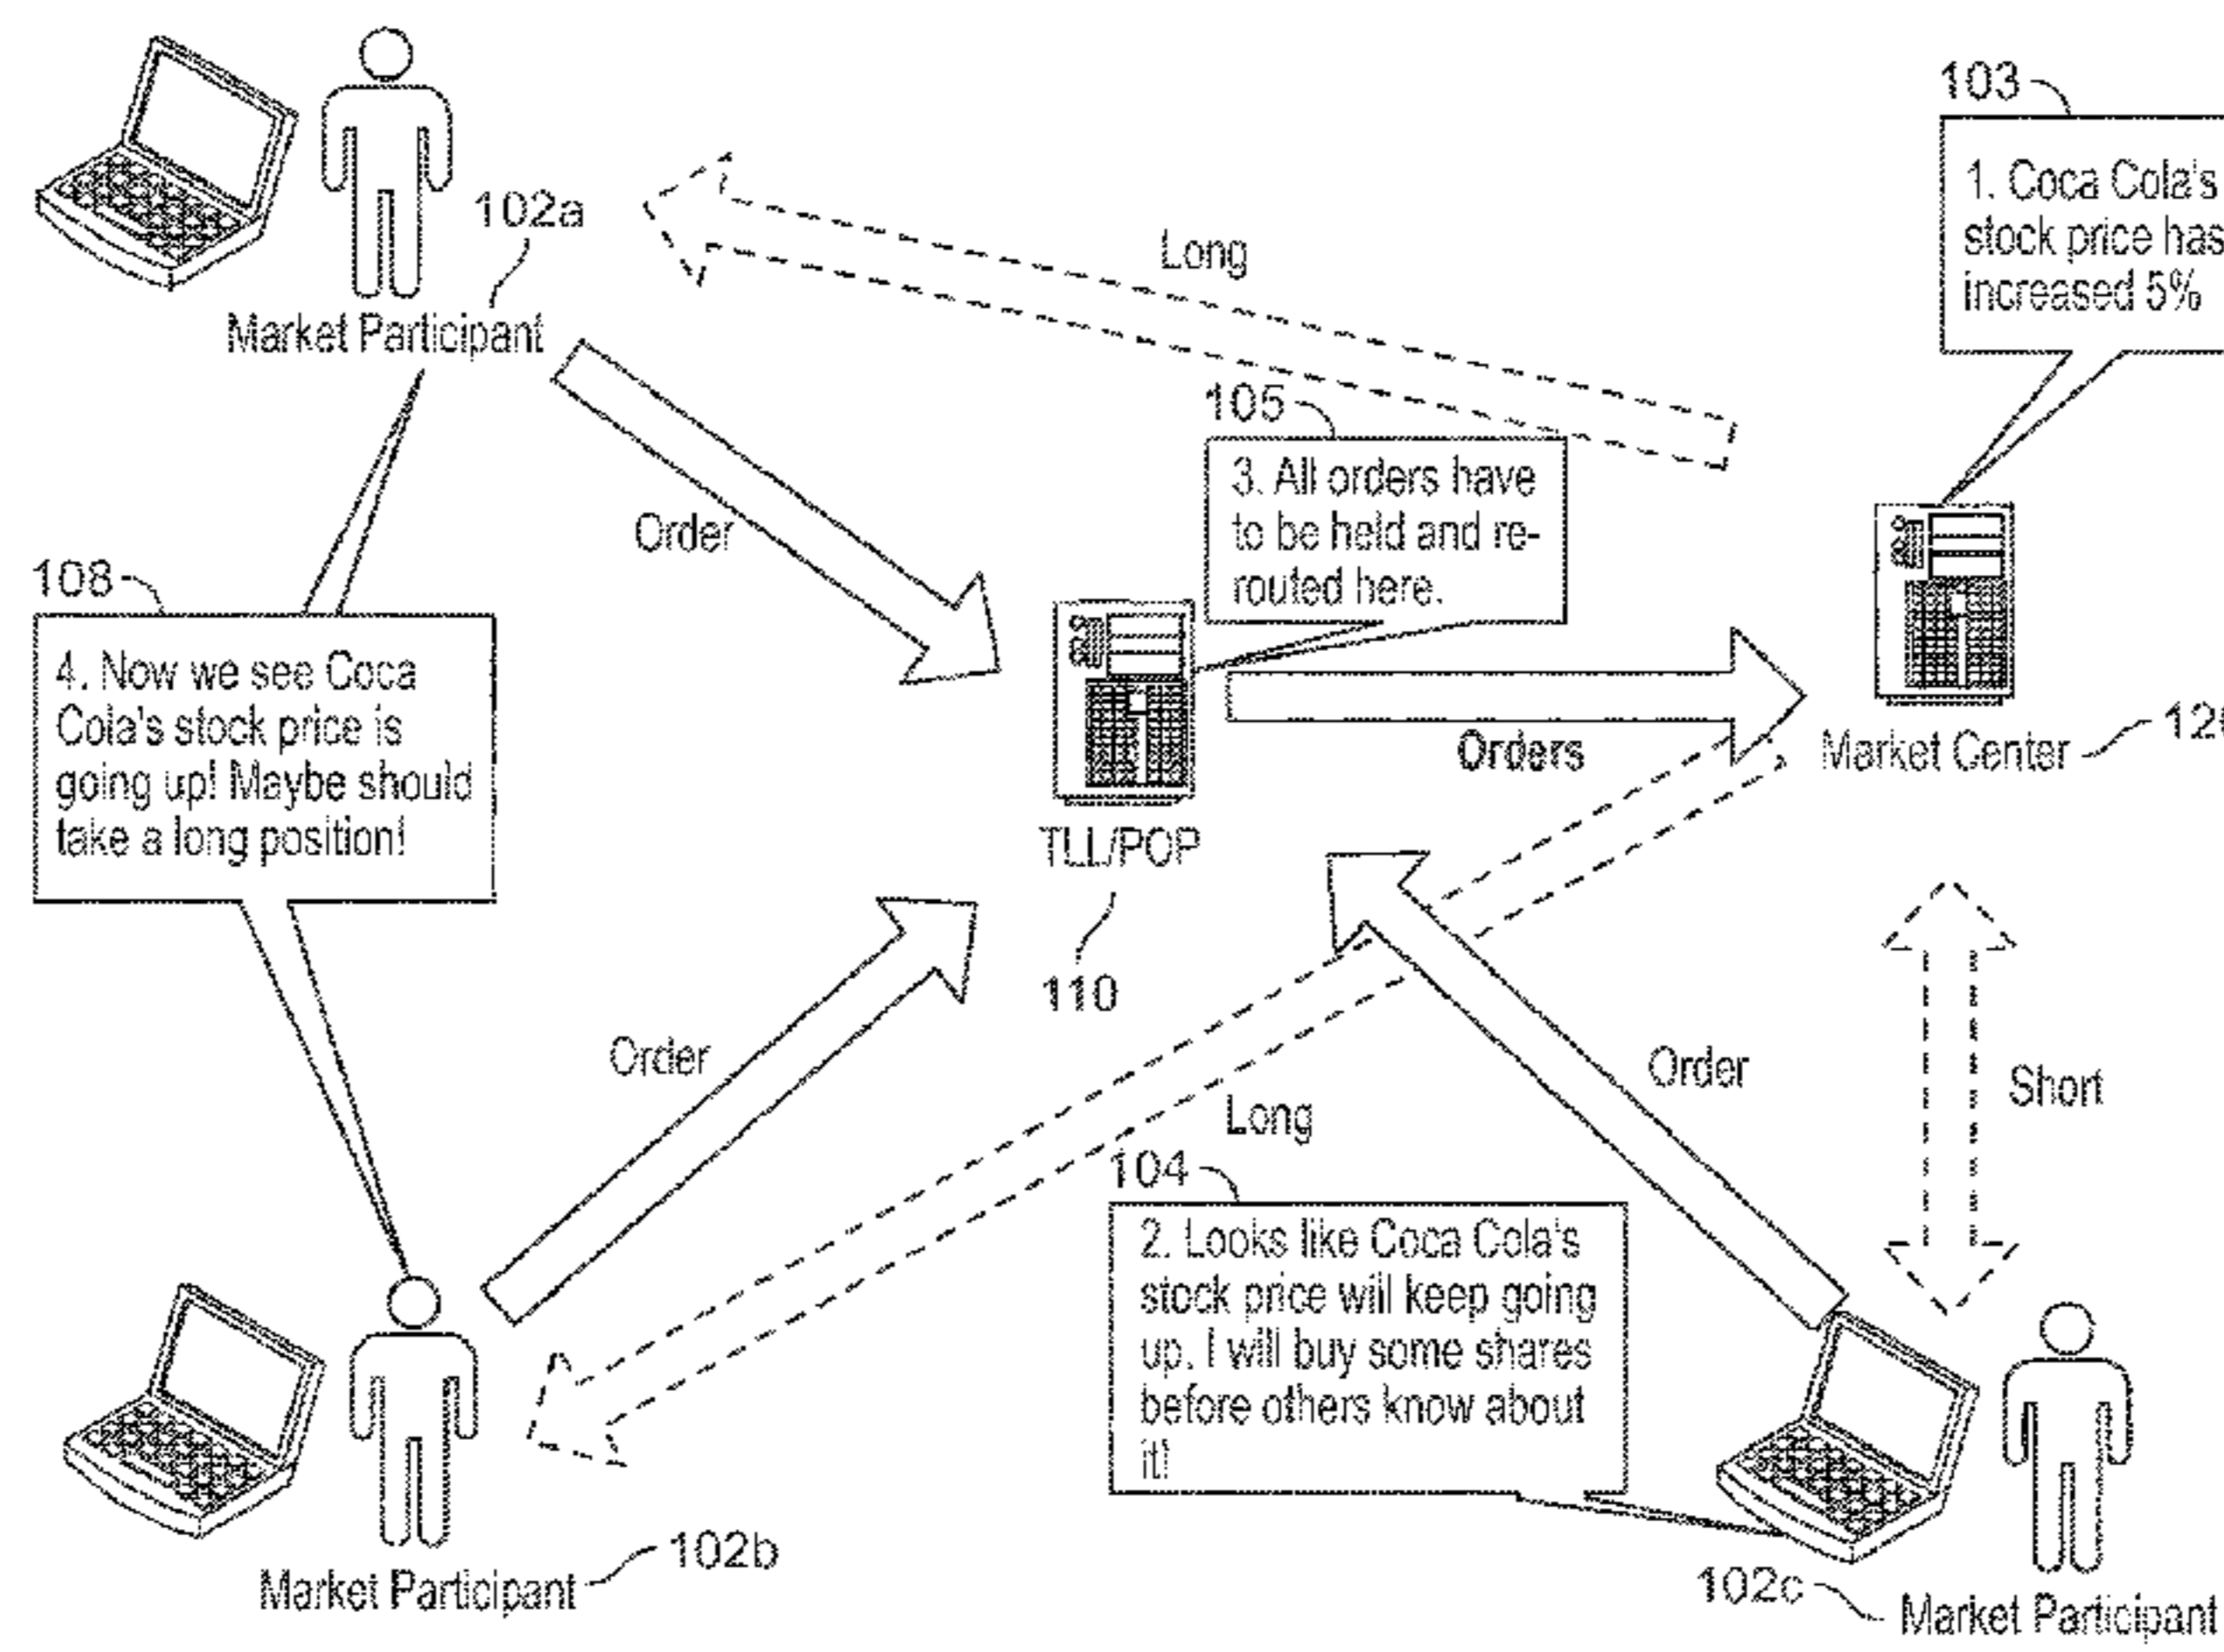 103
1. Coca Cola's
stock price has
increased 5%
102a
Market Participant
Long
105
3. All orders have
to be held and re-
routed here.
Order
108
4. Now we see Coca
Cola's stock price is
going up! Maybe should
take a long position!
Orders
Market Center
TLL/POP
110
Order
Order
Short
Long
104
2. Looks like Coca Cola's
stock price will keep going
up. I will buy some shares
before others know about
it!
102b
Market Participant
102c
Market Participant